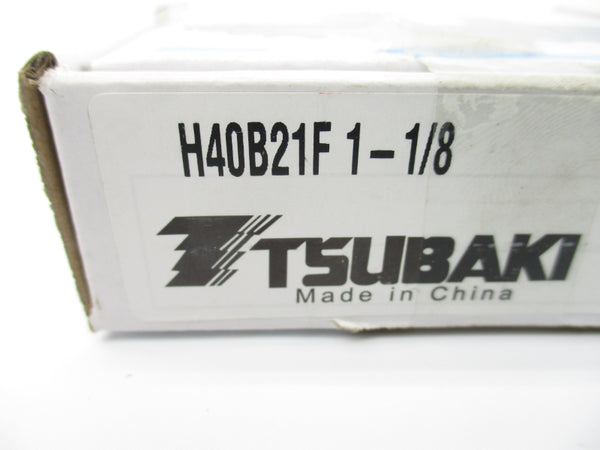 H40B21F 1-1/8
TSUBAKI
Made in China